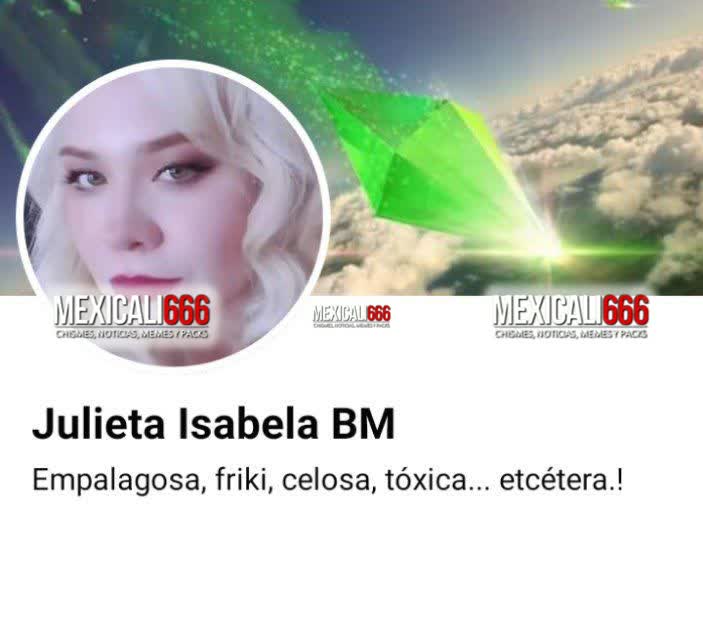 MEXICALI666
CHISMES, NOTICIAS, MEMES Y PACKS
MEXICALI666
CHISMES, NOTICIAS, MEMES Y PACKS
MEXICALI666
CHISMES, NOTICIAS, MEMES Y PACKS
Julieta Isabela BM
Empalagosa, friki, celosa, tóxica... etcétera.!